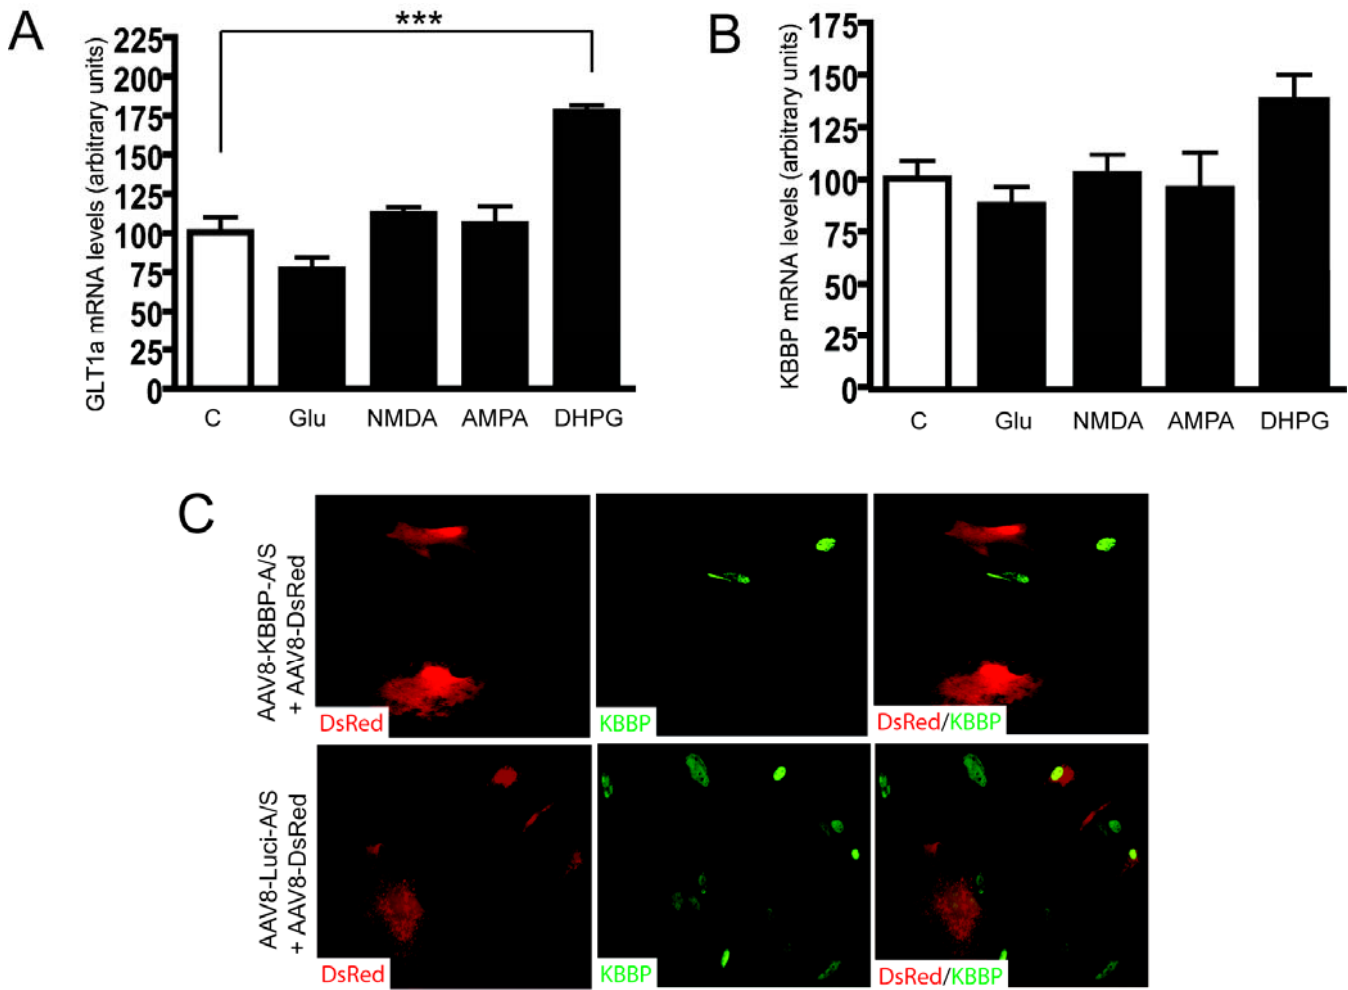 A
GLT1a mRNA levels (arbitrary units)
225
200
175
150
125
100
75
50
25
0
***
C Glu NMDA AMPA DHPG
B
KBBP mRNA levels (arbitrary units)
175
150
125
100
75
50
25
0
C Glu NMDA AMPA DHPG
C
AAV8-KBBP-A/S
+ AAV8-DsRed
DsRed
KBBP
DsRed/KBBP
AAV8-Luci-A/S
+ AAV8-DsRed
DsRed
KBBP
DsRed/KBBP